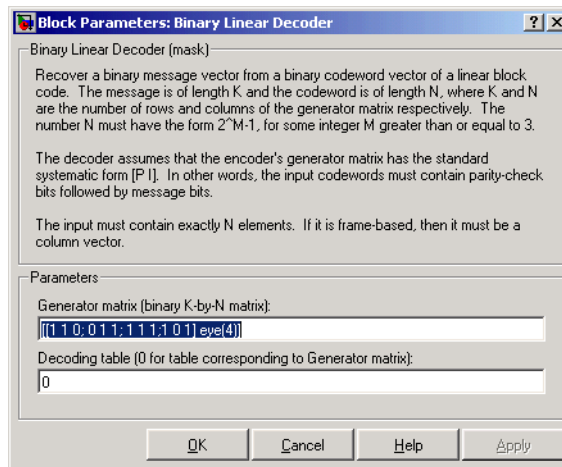 Block Parameters: Binary Linear Decoder
Binary Linear Decoder (mask)
Recover a binary message vector from a binary codeword vector of a linear block
code. The message is of length K and the codeword is of length N, where K and N
are the number of rows and columns of the generator matrix respectively. The
number N must have the form 2^M-1, for some integer M greater than or equal to 3.
The decoder assumes that the encoder's generator matrix has the standard
systematic form [P I]. In other words, the input codewords must contain parity-check
bits followed by message bits.
The input must contain exactly N elements. If it is frame-based, then it must be a
column vector.
Parameters
Generator matrix (binary K-by-N matrix):
[[1 1 0; 0 1 1; 1 1 1;1 0 1] eye(4)]
Decoding table (0 for table corresponding to Generator matrix):
0
OK Cancel Help Apply